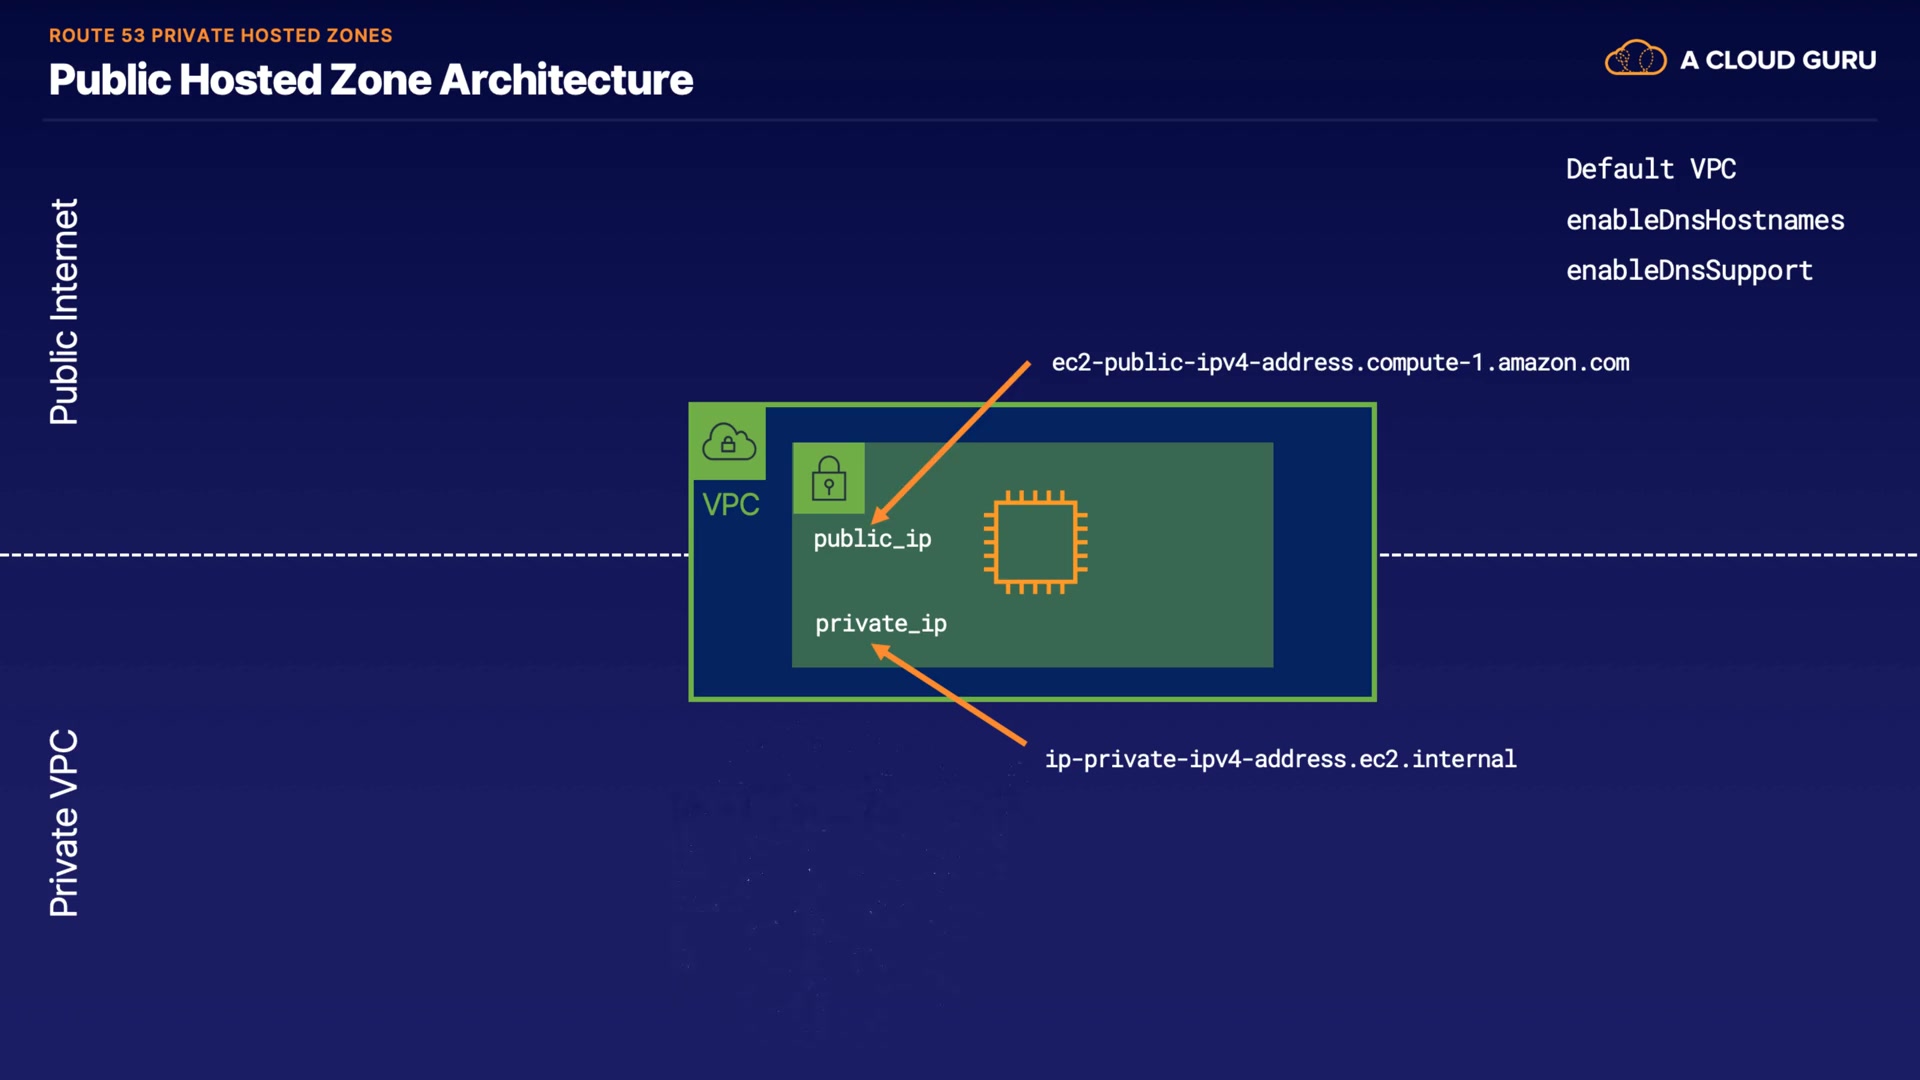 ROUTE 53 PRIVATE HOSTED ZONES
Public Hosted Zone Architecture
A CLOUD GURU
Default VPC
enableDnsHostnames
enableDnsSupport
Public Internet
ec2-public-ipv4-address.compute-1.amazon.com
VPC
public_ip
private_ip
ip-private-ipv4-address.ec2.internal
Private VPC